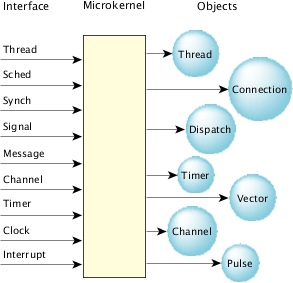 Interface
Microkernel
Objects
Thread
Sched
Synch
Signal
Message
Channel
Timer
Clock
Interrupt
Thread
Connection
Dispatch
Timer
Vector
Channel
Pulse